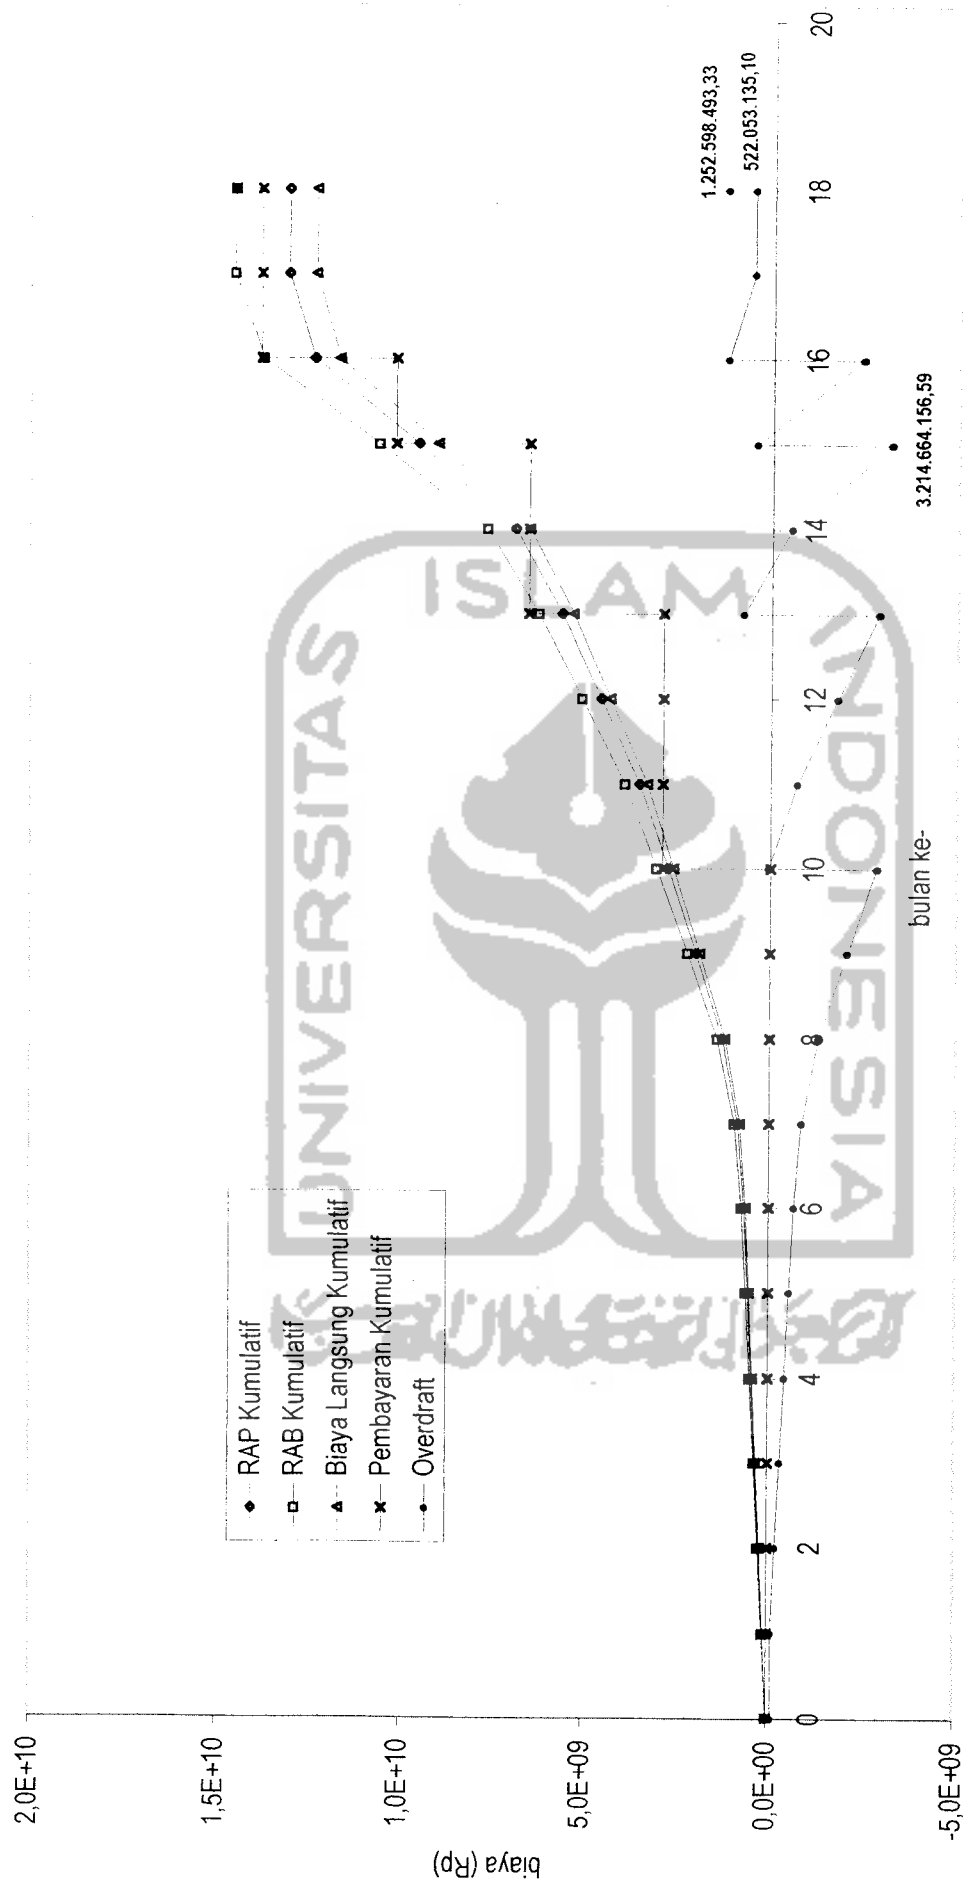 2,0E+10
1,5E+10
1,0E+10
5,0E+09
0,0E+00
-5,0E+09
biaya (Rp)
RAP Kumulatif
RAB Kumulatif
Biaya Langsung Kumulatif
Pembayaran Kumulatif
Overdraft
0
2
4
6
8
10
12
14
16
18
20
bulan ke-
1.252.598.493,33
522.053.135,10
3.214.664.156,59
UNIVERSITAS
ISLAM
INDONESIA